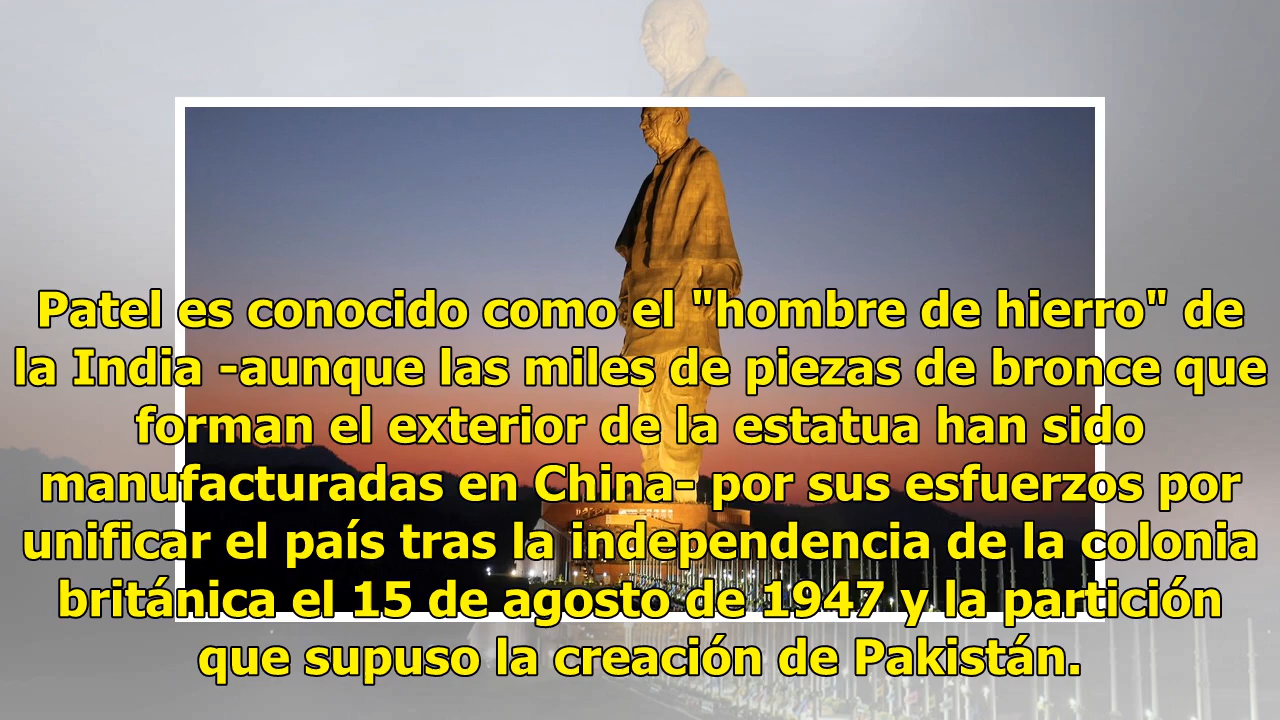 Patel es conocido como el "hombre de hierro" de
la India -aunque las miles de piezas de bronce que
forman el exterior de la estatua han sido
manufacturadas en China- por sus esfuerzos por
unificar el país tras la independencia de la colonia
británica el 15 de agosto de 1947 y la partición
que supuso la creación de Pakistán.